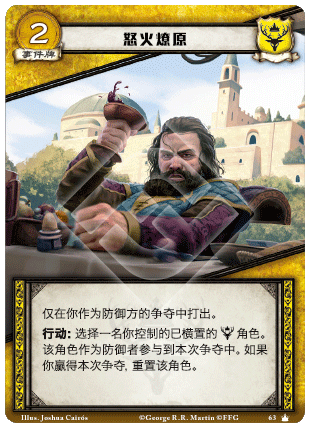 2
事件牌
怒火燎原
仅在你作为防御方的争夺中打出。
行动: 选择一名你控制的已横置的 角色。
该角色作为防御者参与到本次争夺中。如果
你赢得本次争夺, 重置该角色。
Illus. Joshua Cairós ©George R.R. Martin ©FFG 63